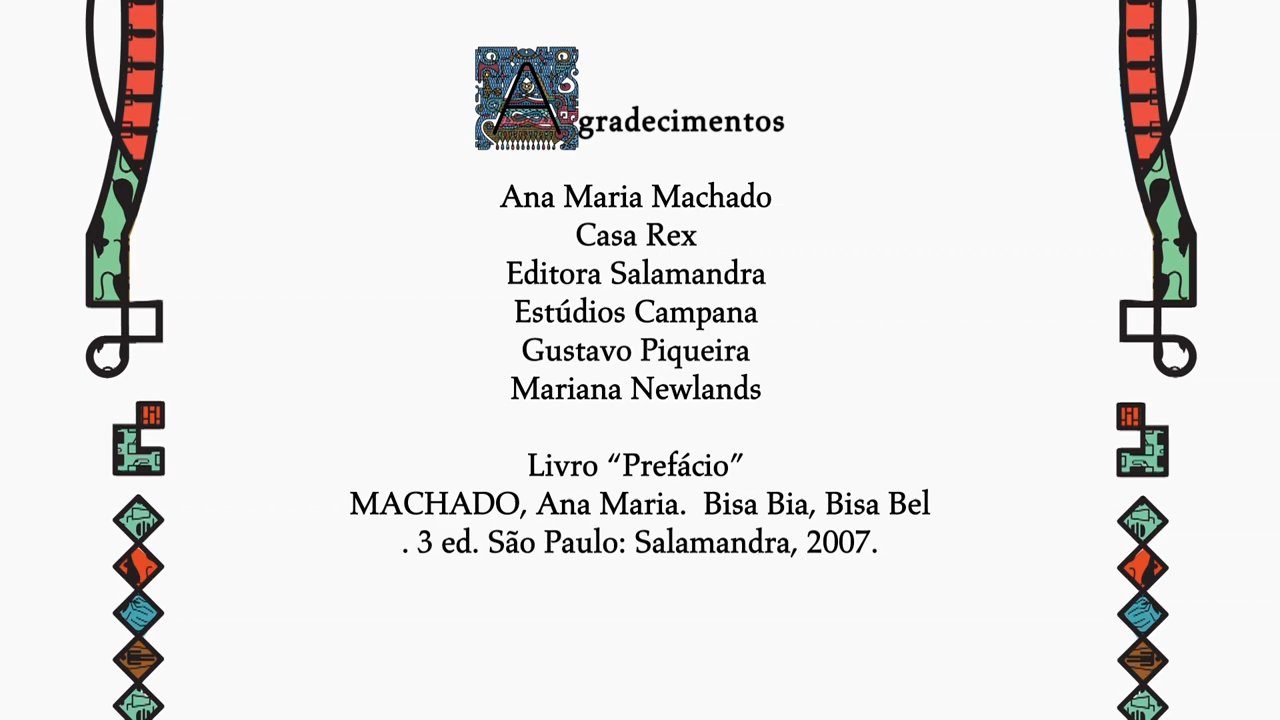 Agradecimentos
Ana Maria Machado
Casa Rex
Editora Salamandra
Estúdios Campana
Gustavo Piqueira
Mariana Newlands
Livro “Prefácio”
MACHADO, Ana Maria.  Bisa Bia, Bisa Bel
. 3 ed. São Paulo: Salamandra, 2007.